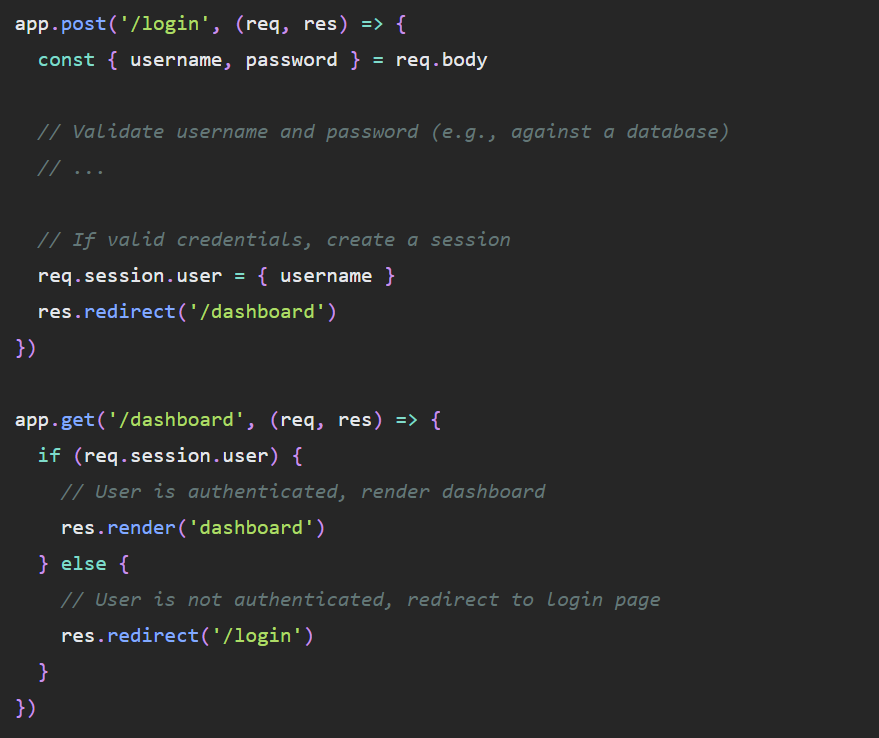 app.post('/login', (req, res) => {
  const { username, password } = req.body

  // Validate username and password (e.g., against a database)
  // ...

  // If valid credentials, create a session
  req.session.user = { username }
  res.redirect('/dashboard')
})

app.get('/dashboard', (req, res) => {
  if (req.session.user) {
    // User is authenticated, render dashboard
    res.render('dashboard')
  } else {
    // User is not authenticated, redirect to login page
    res.redirect('/login')
  }
})